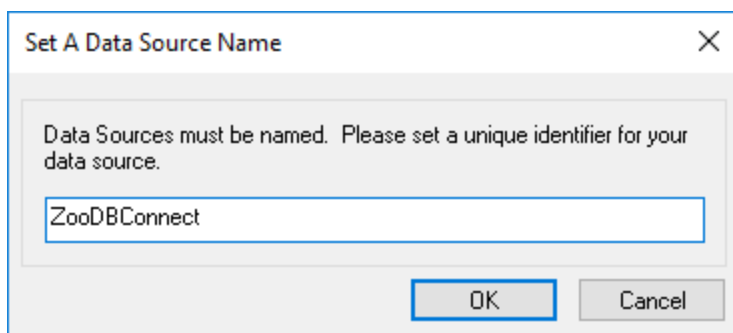 Set A Data Source Name
Data Sources must be named.  Please set a unique identifier for your
data source.
ZooDBConnect
OK
Cancel